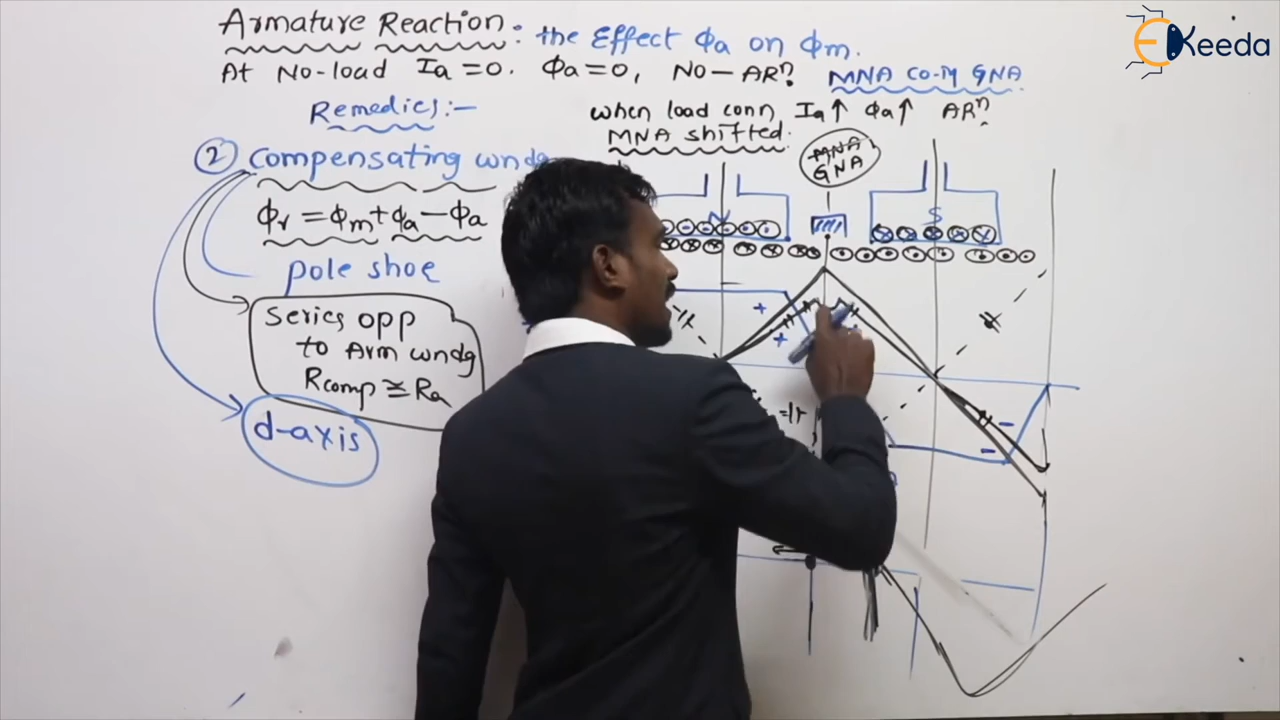 Armature Reaction: the Effect φa on φm.
At No-load Ia=0. φa=0, No-ARⁿ? MNA co-in GNA
Remedies:-
when load conn Ia↑ φa↑ ARⁿ?
MNA shifted.
MNA
GNA
② compensating wndg
φr = φm+φa-φa
pole shoe
series opp
to Arm wndg
Rcomp ≅ Ra
d-axis
N
S
EKeeda